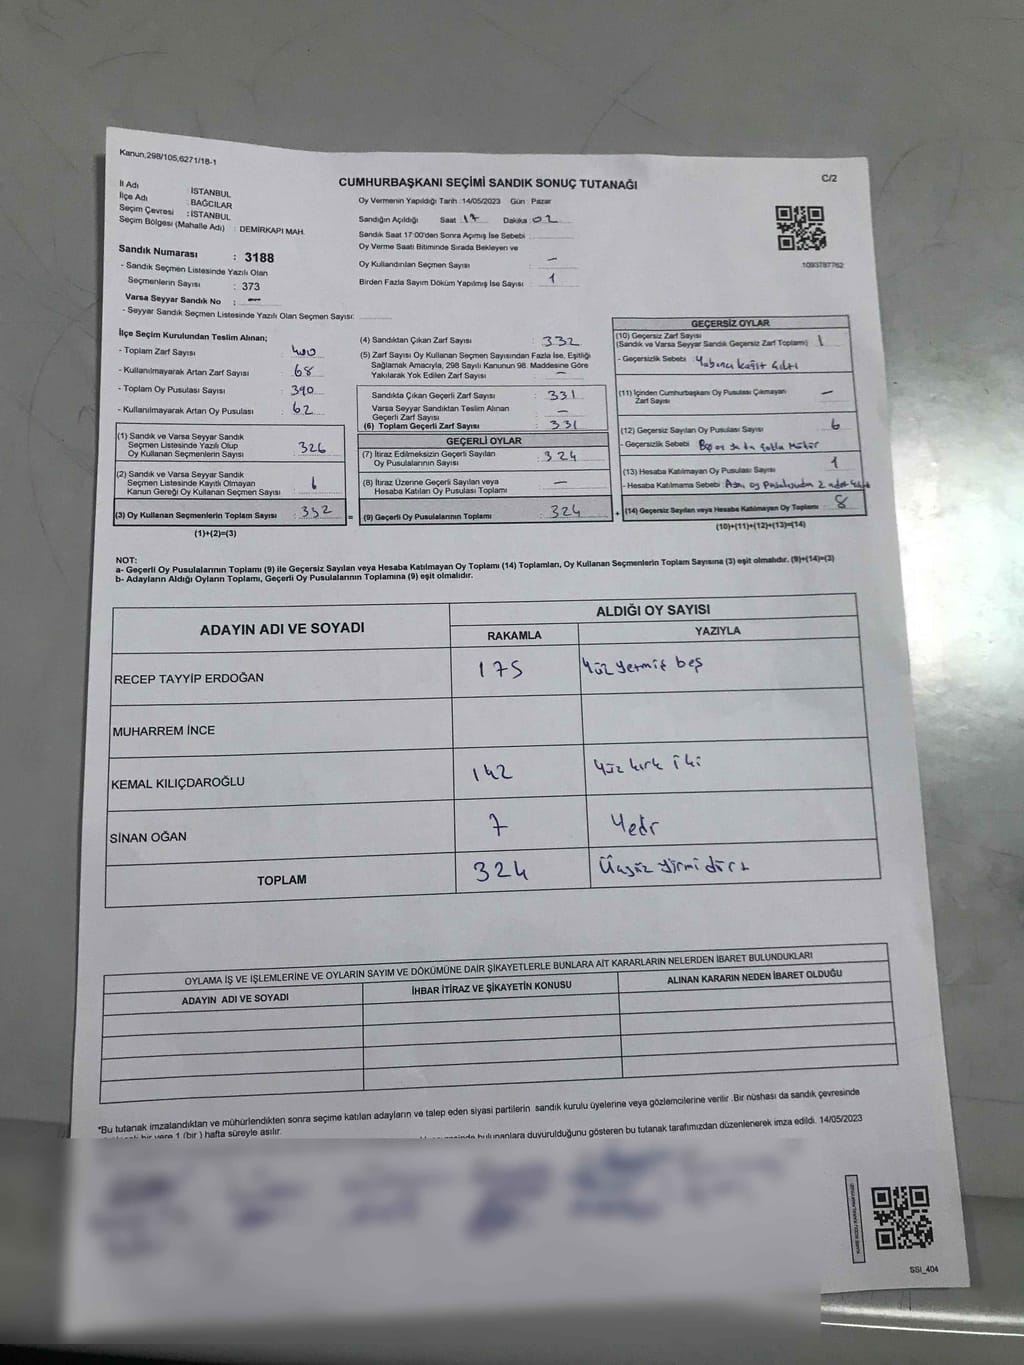 Kanun,298/105,6271/18-1
C/2
CUMHURBAŞKANI SEÇİMİ SANDIK SONUÇ TUTANAĞI
İl Adı : İSTANBUL
İlçe Adı : BAĞCILAR
Seçim Çevresi : İSTANBUL
Seçim Bölgesi (Mahalle Adı) : DEMİRKAPI MAH.
Oy Vermenin Yapıldığı Tarih :14/05/2023 Gün : Pazar
Sandığın Açıldığı Saat : 17 Dakika : 02
Sandık Saat 17:00'den Sonra Açımış İse Sebebi :
Oy Verme Saati Bitiminde Sırada Bekleyen ve
Oy Kullandırılan Seçmen Sayısı : —
Birden Fazla Sayım Döküm Yapılmış İse Sayısı : 1
1093787762
Sandık Numarası : 3188
- Sandık Seçmen Listesinde Yazılı Olan
Seçmenlerin Sayısı : 373
Varsa Seyyar Sandık No : —
- Seyyar Sandık Seçmen Listesinde Yazılı Olan Seçmen Sayısı:
İlçe Seçim Kurulundan Teslim Alınan;
- Toplam Zarf Sayısı : 400
- Kullanılmayarak Artan Zarf Sayısı : 68
- Toplam Oy Pusulası Sayısı : 390
- Kullanılmayarak Artan Oy Pusulası : 62
(1) Sandık ve Varsa Seyyar Sandık
Seçmen Listesinde Yazılı Olup
Oy Kullanan Seçmenlerin Sayısı : 326
(2) Sandık ve Varsa Seyyar Sandık
Seçmen Listesinde Kayıtlı Olmayan
Kanun Gereği Oy Kullanan Seçmen Sayısı : 6
(3) Oy Kullanan Seçmenlerin Toplam Sayısı : 332 =
(1)+(2)=(3)
(4) Sandıktan Çıkan Zarf Sayısı : 332
(5) Zarf Sayısı Oy Kullanan Seçmen Sayısından Fazla İse, Eşitliği
Sağlamak Amacıyla, 298 Sayılı Kanunun 98. Maddesine Göre
Yakılarak Yok Edilen Zarf Sayısı : —
Sandıkta Çıkan Geçerli Zarf Sayısı : 331
Varsa Seyyar Sandıktan Teslim Alınan
Geçerli Zarf Sayısı : —
(6) Toplam Geçerli Zarf Sayısı : 331
GEÇERLİ OYLAR
(7) İtiraz Edilmeksizin Geçerli Sayılan
Oy Pusulalarının Sayısı : 324
(8) İtiraz Üzerine Geçerli Sayılan veya
Hesaba Katılan Oy Pusulası Toplamı : —
(9) Geçerli Oy Pusulalarının Toplamı : 324 +
GEÇERSİZ OYLAR
(10) Geçersiz Zarf Sayısı
(Sandık ve Varsa Seyyar Sandık Geçersiz Zarf Toplamı) : 1
- Geçersizlik Sebebi : Yabancı kağıt çıktı
(11) İçinden Cumhurbaşkanı Oy Pusulası Çıkmayan
Zarf Sayısı : —
(12) Geçersiz Sayılan Oy Pusulası Sayısı : 6
- Geçersizlik Sebebi : Boş ya da fazla mühür
(13) Hesaba Katılmayan Oy Pusulası Sayısı : 1
- Hesaba Katılmama Sebebi : Aynı oy pusulasından 2 adet çıktı
(14) Geçersiz Sayılan veya Hesaba Katılmayan Oy Toplamı : 8
(10)+(11)+(12)+(13)=(14)
NOT:
a- Geçerli Oy Pusulalarının Toplamı (9) ile Geçersiz Sayılan veya Hesaba Katılmayan Oy Toplamı (14) Toplamları, Oy Kullanan Seçmenlerin Toplam Sayısına (3) eşit olmalıdır. (9)+(14)=(3)
b- Adayların Aldığı Oyların Toplamı, Geçerli Oy Pusulalarının Toplamına (9) eşit olmalıdır.
ADAYIN ADI VE SOYADI
ALDIĞI OY SAYISI
RAKAMLA YAZIYLA
RECEP TAYYİP ERDOĞAN 175 Yüz yetmiş beş
MUHARREM İNCE
KEMAL KILIÇDAROĞLU 142 Yüz kırk iki
SİNAN OĞAN 7 Yedi
TOPLAM 324 Üçyüz yirmi dört
OYLAMA İŞ VE İŞLEMLERİNE VE OYLARIN SAYIM VE DÖKÜMÜNE DAİR ŞİKAYETLERLE BUNLARA AİT KARARLARIN NELERDEN İBARET BULUNDUKLARI
ADAYIN ADI VE SOYADI İHBAR İTİRAZ VE ŞİKAYETİN KONUSU ALINAN KARARIN NEDEN İBARET OLDUĞU
*Bu tutanak imzalandıktan ve mühürlendikten sonra seçime katılan adayların ve talep eden siyasi partilerin sandık kurulu üyelerine veya gözlemcilerine verilir .Bir nüshası da sandık çevresinde
bir yere 1 (bir ) hafta süreyle asılır.
bulunanlara duyurulduğunu gösteren bu tutanak tarafımızdan düzenlenerek imza edildi. 14/05/2023
SSI_404